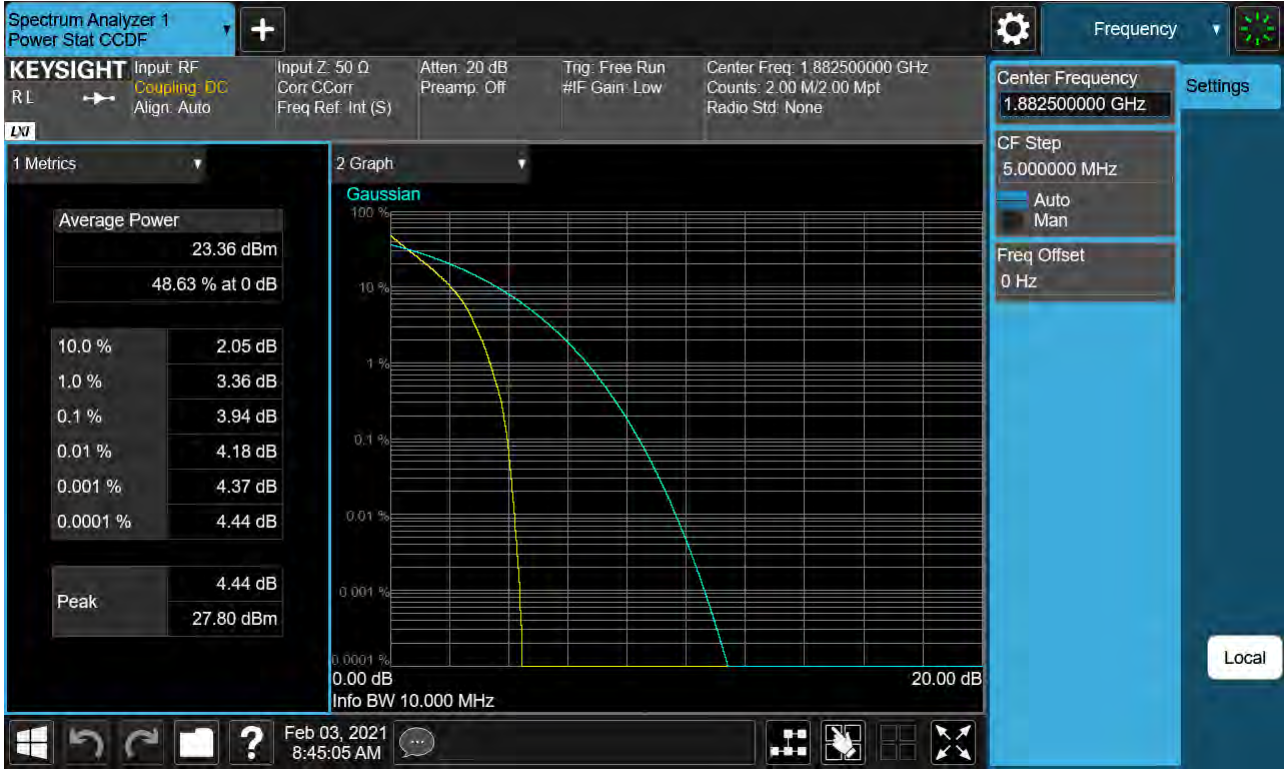 Spectrum Analyzer 1
Power Stat CCDF
Frequency
KEYSIGHT
RL
LXI
Input: RF
Coupling: DC
Align: Auto
Input Z: 50 Ω
Corr CCorr
Freq Ref: Int (S)
Atten: 20 dB
Preamp: Off
Trig: Free Run
#IF Gain: Low
Center Freq: 1.882500000 GHz
Counts: 2.00 M/2.00 Mpt
Radio Std: None
Center Frequency
1.882500000 GHz
Settings
CF Step
5.000000 MHz
Auto
Man
Freq Offset
0 Hz
Local
1 Metrics
Average Power
23.36 dBm
48.63 % at 0 dB
10.0 % 2.05 dB
1.0 % 3.36 dB
0.1 % 3.94 dB
0.01 % 4.18 dB
0.001 % 4.37 dB
0.0001 % 4.44 dB
Peak
4.44 dB
27.80 dBm
2 Graph
Gaussian
100 %
10 %
1 %
0.1 %
0.01 %
0.001 %
0.0001 %
0.00 dB 20.00 dB
Info BW 10.000 MHz
Feb 03, 2021
8:45:05 AM